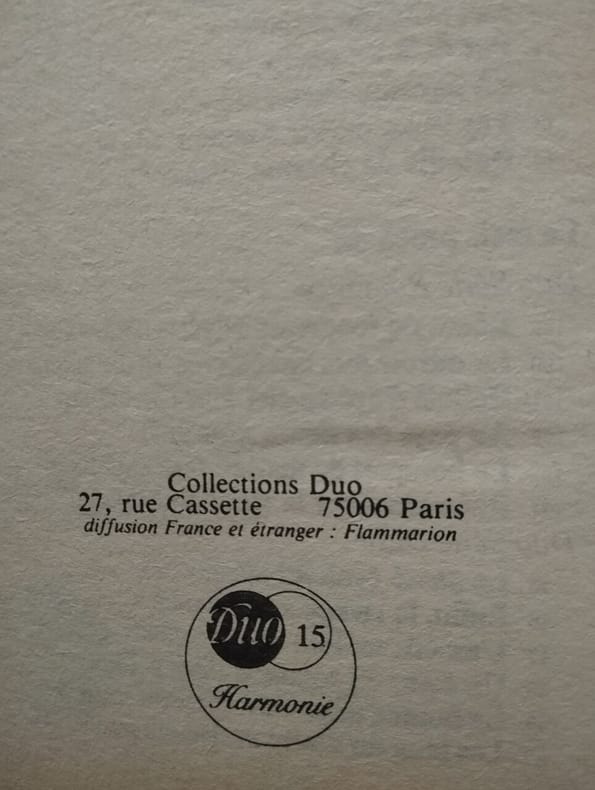 Collections Duo
27, rue Cassette 75006 Paris
diffusion France et étranger : Flammarion
Duo 15
Harmonie